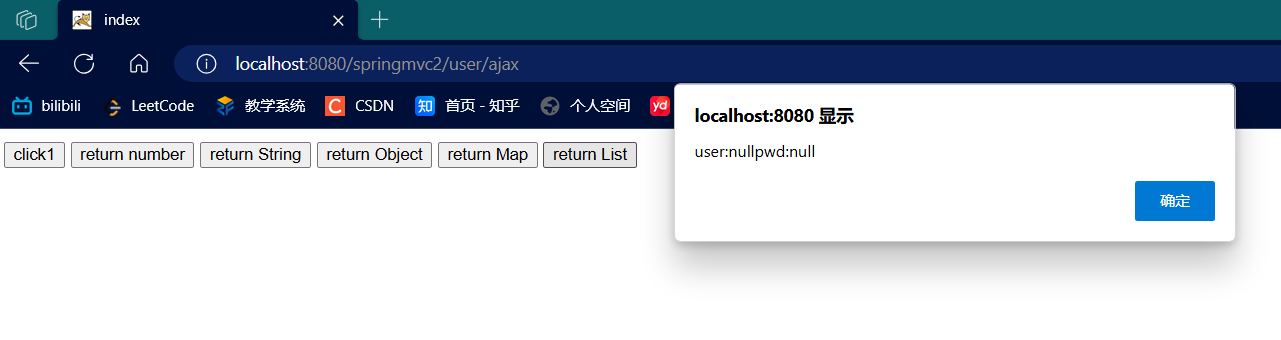 index
localhost:8080/springmvc2/user/ajax
bilibili LeetCode 教学系统 C CSDN 知 首页 - 知乎 个人空间 yd
localhost:8080 显示
user:nullpwd:null
确定
click1 return number return String return Object return Map return List